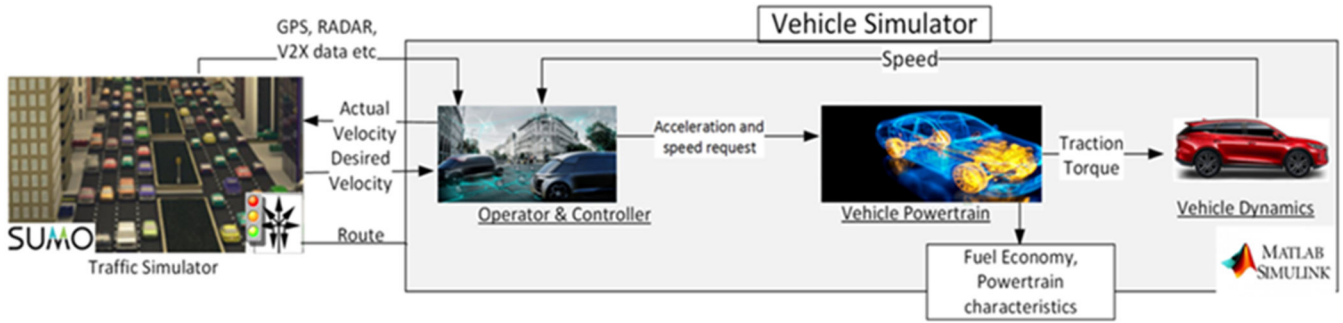 Vehicle Simulator
GPS, RADAR,
V2X data etc
Speed
Actual
Velocity
Desired
Velocity
Route
SUMO
Traffic Simulator
Operator & Controller
Acceleration and
speed request
Vehicle Powertrain
Traction
Torque
Vehicle Dynamics
Fuel Economy,
Powertrain
characteristics
MATLAB
SIMULINK